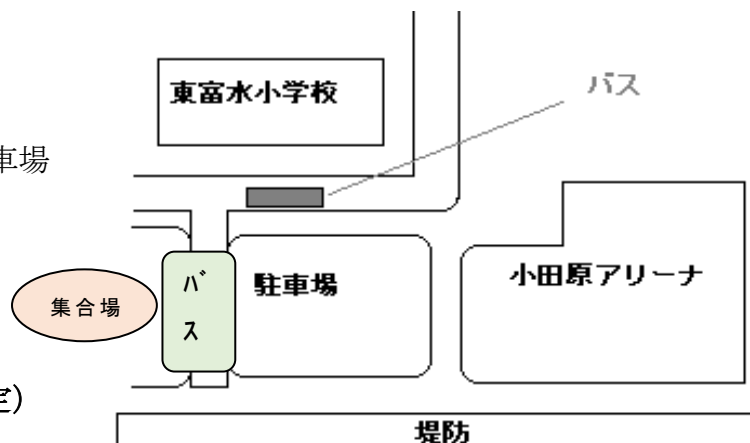 東富水小学校
バス
車場
小田原アリーナ
駐車場
バス
集合場
定)
堤防